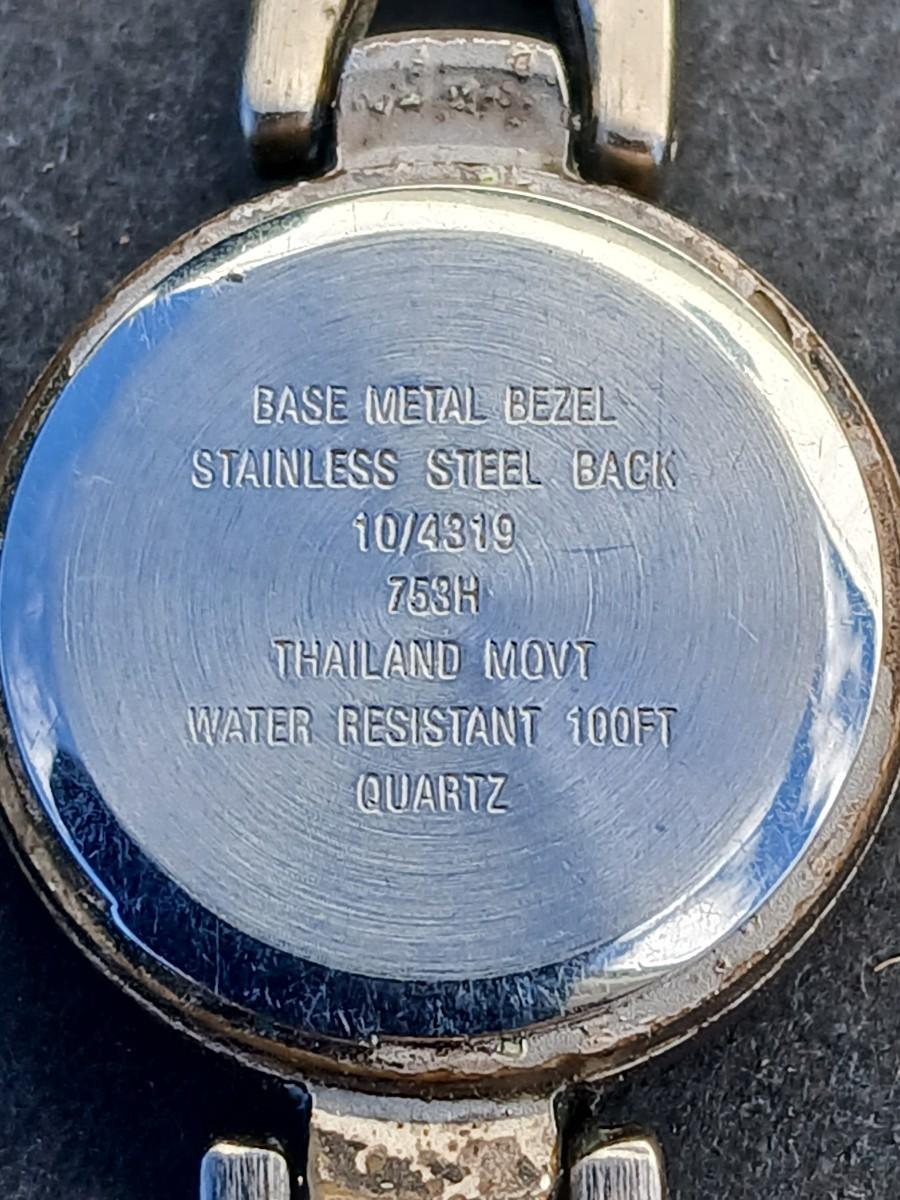 BASE METAL BEZEL
STAINLESS STEEL BACK
10/4319
753H
THAILAND MOVT
WATER RESISTANT 100FT
QUARTZ